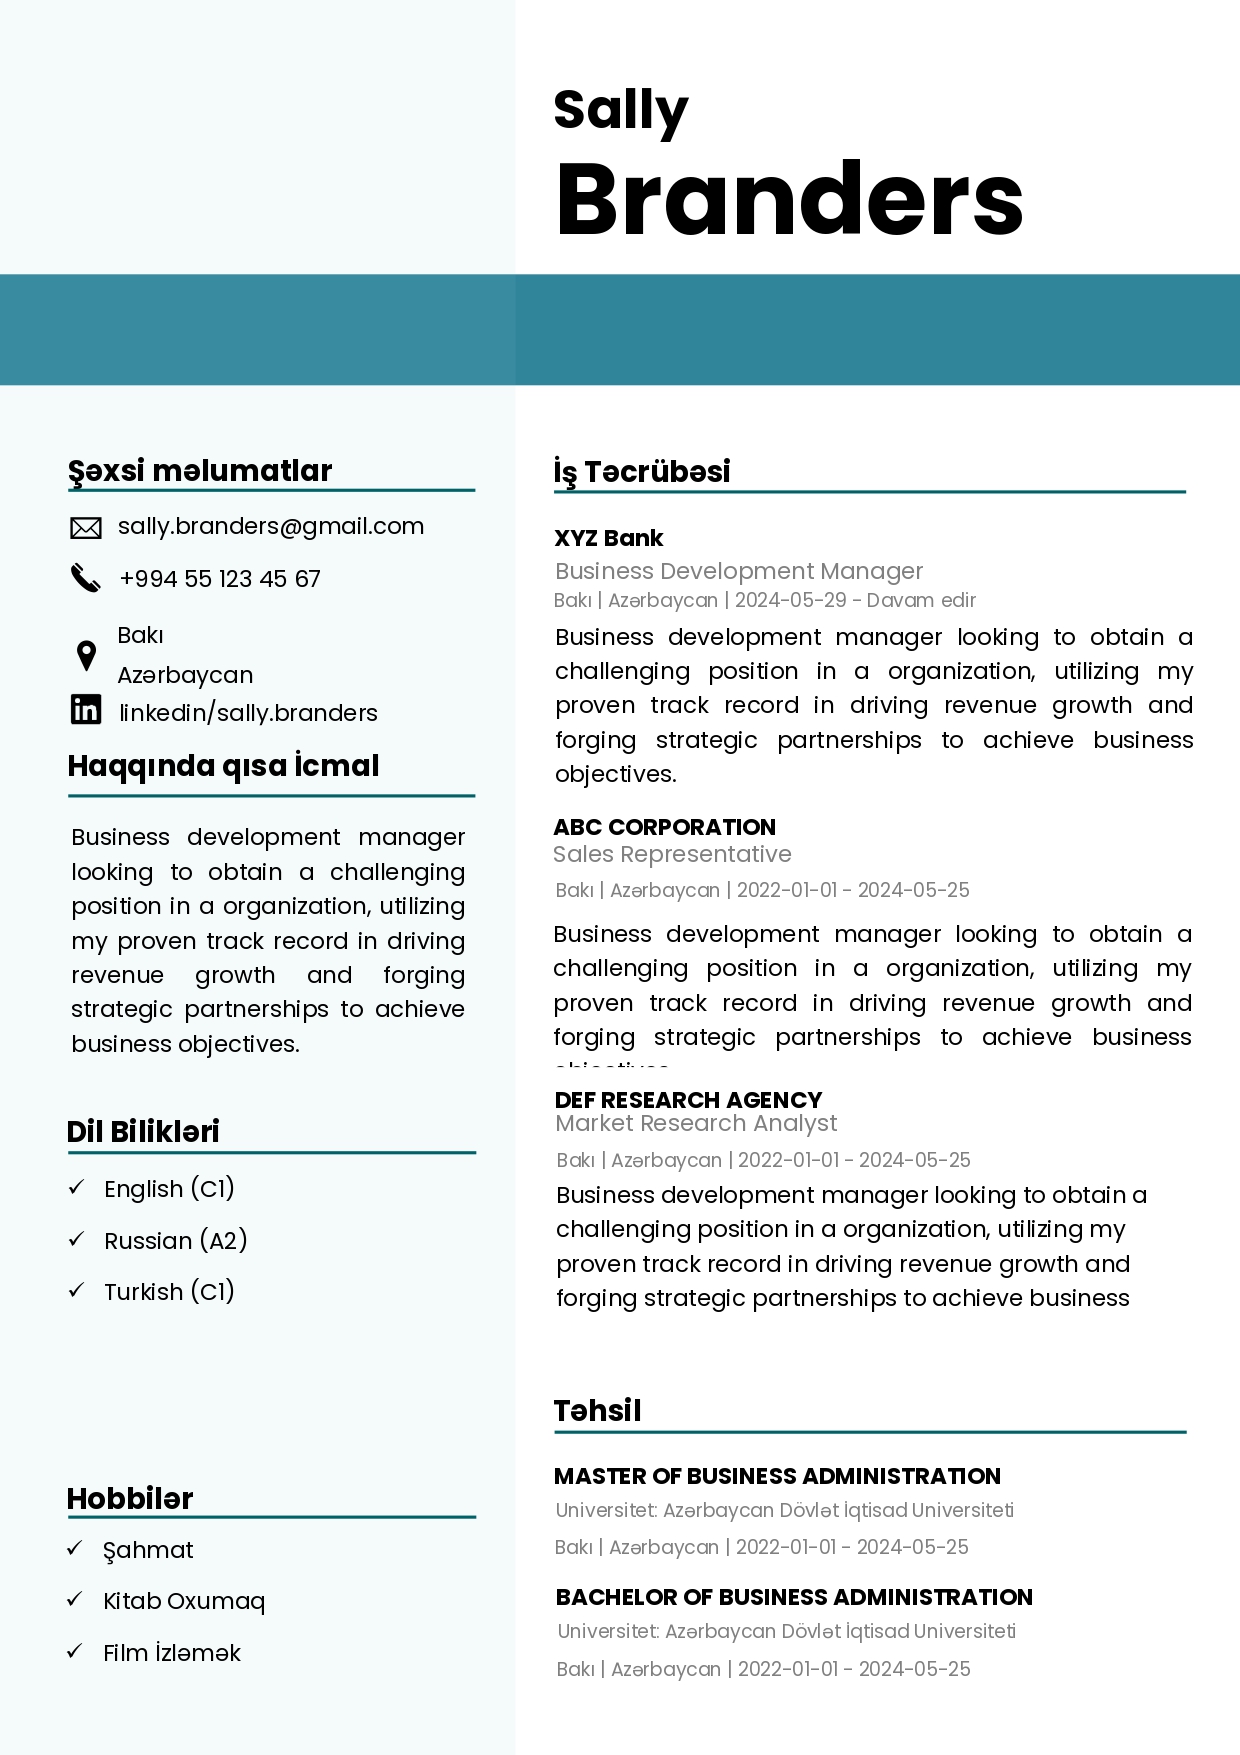 Sally
Branders
Şəxsi məlumatlar
sally.branders@gmail.com
+994 55 123 45 67
Bakı
Azərbaycan
linkedin/sally.branders
Haqqında qısa İcmal
Business development manager
looking to obtain a challenging
position in a organization, utilizing
my proven track record in driving
revenue growth and forging
strategic partnerships to achieve
business objectives.
Dil Bilikləri
English (C1)
Russian (A2)
Turkish (C1)
Hobbilər
Şahmat
Kitab Oxumaq
Film İzləmək
İş Təcrübəsi
XYZ Bank
Business Development Manager
Bakı | Azərbaycan | 2024-05-29 - Davam edir
Business development manager looking to obtain a
challenging position in a organization, utilizing my
proven track record in driving revenue growth and
forging strategic partnerships to achieve business
objectives.
ABC CORPORATION
Sales Representative
Bakı | Azərbaycan | 2022-01-01 - 2024-05-25
Business development manager looking to obtain a
challenging position in a organization, utilizing my
proven track record in driving revenue growth and
forging strategic partnerships to achieve business
DEF RESEARCH AGENCY
Market Research Analyst
Bakı | Azərbaycan | 2022-01-01 - 2024-05-25
Business development manager looking to obtain a
challenging position in a organization, utilizing my
proven track record in driving revenue growth and
forging strategic partnerships to achieve business
Təhsil
MASTER OF BUSINESS ADMINISTRATION
Universitet: Azərbaycan Dövlət İqtisad Universiteti
Bakı | Azərbaycan | 2022-01-01 - 2024-05-25
BACHELOR OF BUSINESS ADMINISTRATION
Universitet: Azərbaycan Dövlət İqtisad Universiteti
Bakı | Azərbaycan | 2022-01-01 - 2024-05-25